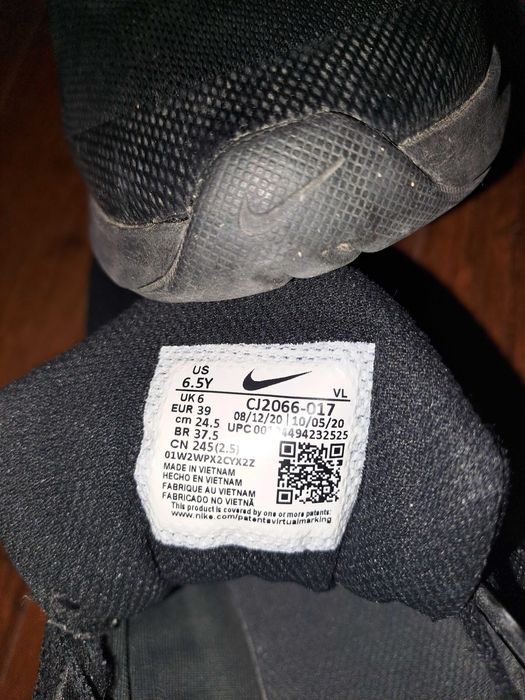 US
6.5Y
VL
UK 6
CJ2066-017
EUR 39
08/12/20 10/05/20
cm 24.5
UPC 4494232525
BR 37.5
CN 245(2.5)
01W2WPX2CYX2Z
MADE IN VIETNAM
HECHO EN VIETNAM
FABRIQUE AU VIETNAM
FABRICADO NO VIETNÃ
This product is covered by one or more patents:
www.nike.com/patentsvirtualmarking